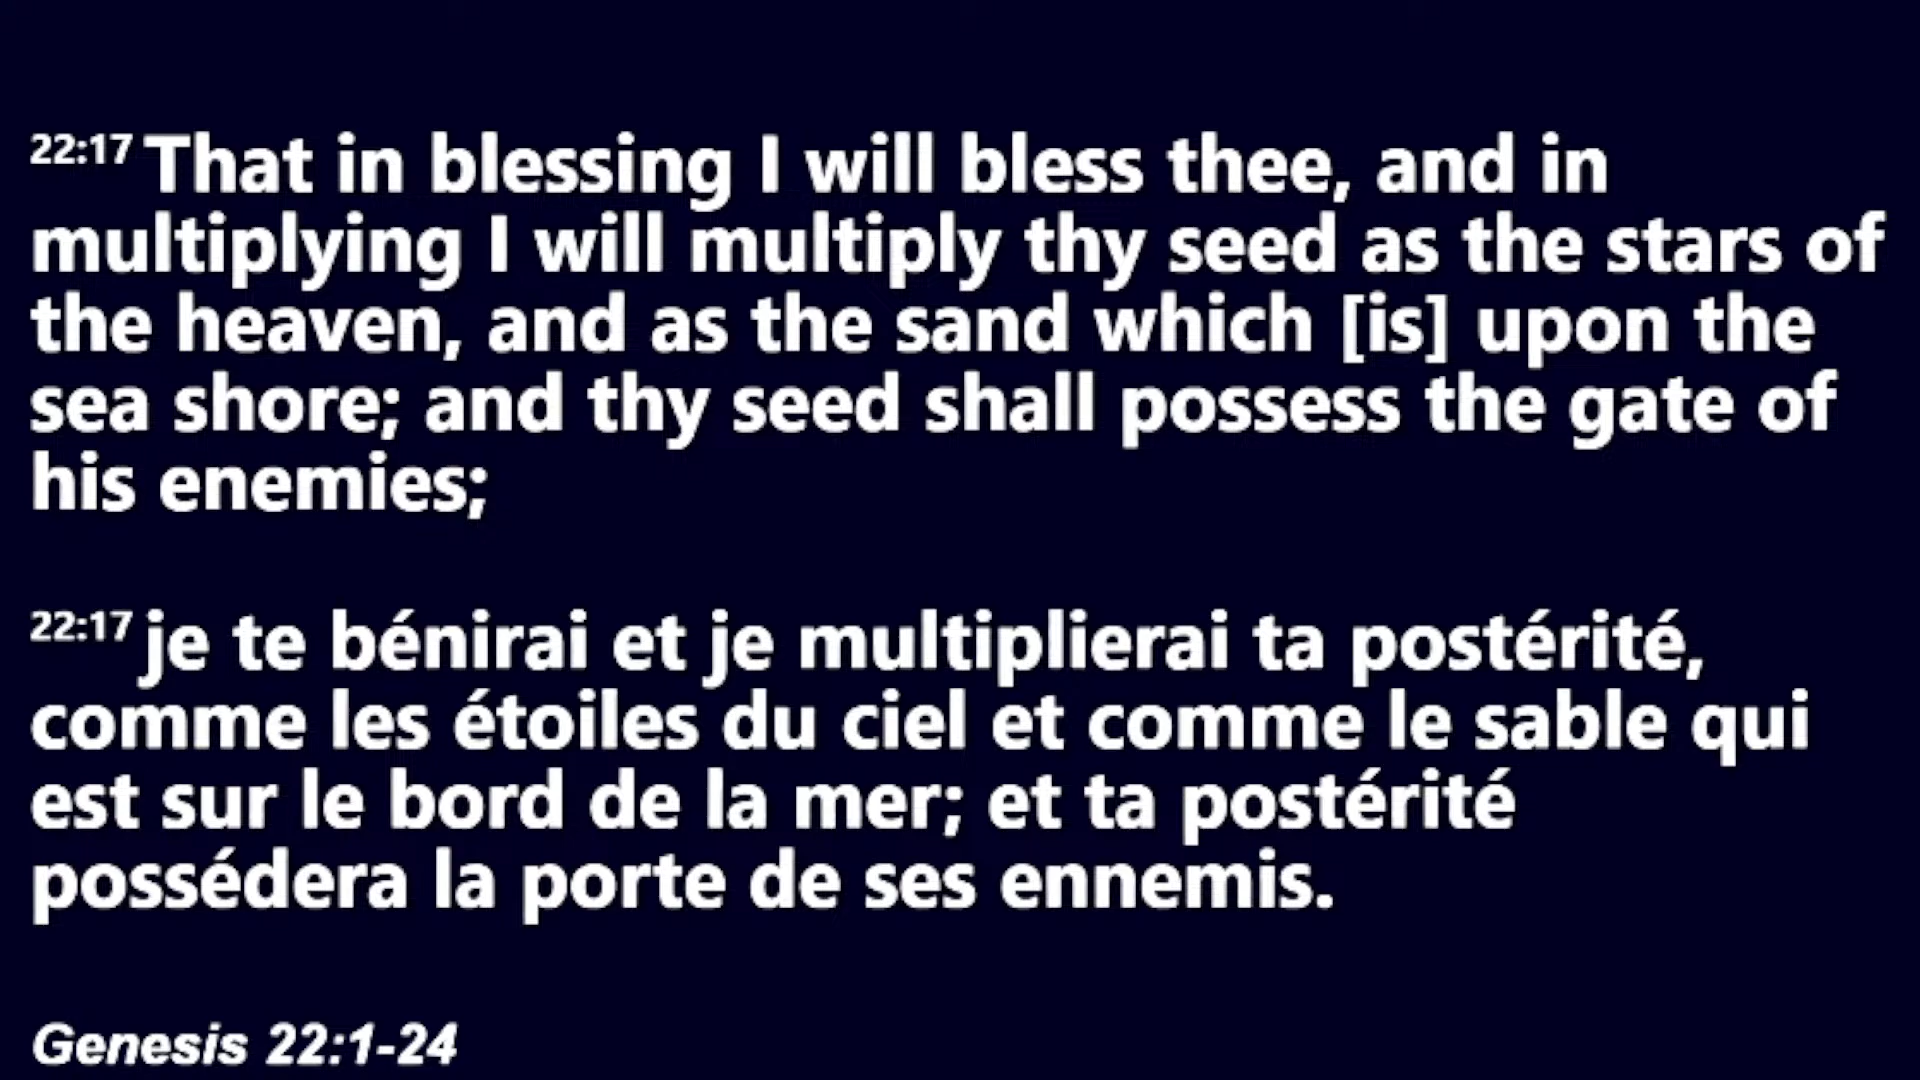 22:17 That in blessing I will bless thee, and in
multiplying I will multiply thy seed as the stars of
the heaven, and as the sand which [is] upon the
sea shore; and thy seed shall possess the gate of
his enemies;
22:17 je te bénirai et je multiplierai ta postérité,
comme les étoiles du ciel et comme le sable qui
est sur le bord de la mer; et ta postérité
possédera la porte de ses ennemis.
Genesis 22:1-24